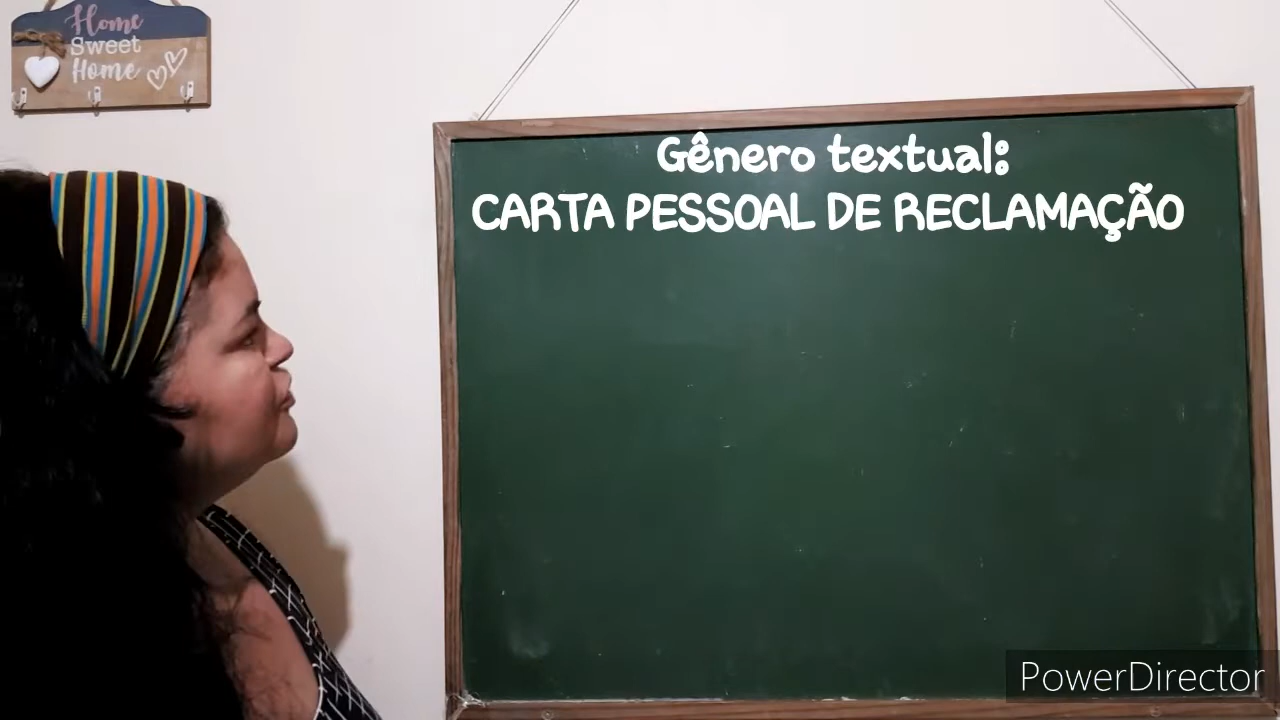 Home
Sweet
Home
Gênero textual:
CARTA PESSOAL DE RECLAMAÇÃO
PowerDirector